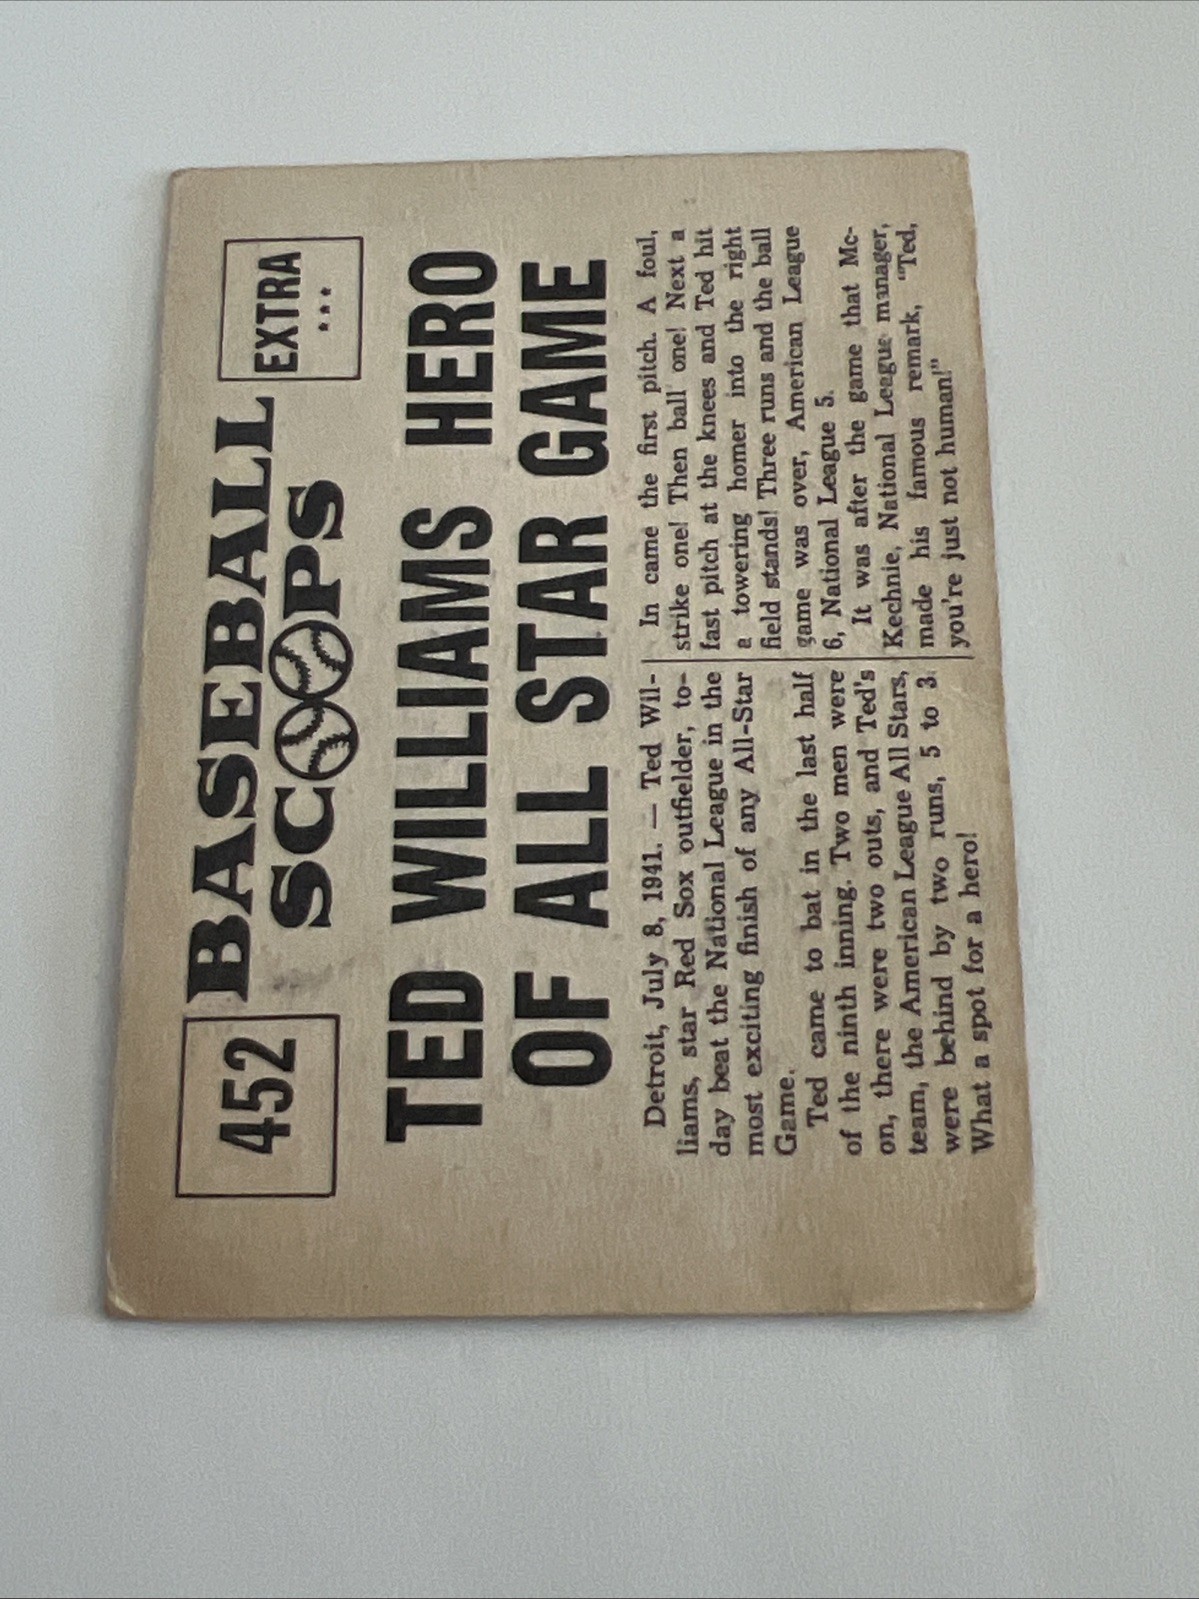 452
BASEBALL
SCOPS
EXTRA
***
TED WILLIAMS HERO
OF ALL STAR GAME
Detroit, July 8, 1941. — Ted Wil-
liams, star Red Sox outfielder, to-
day beat the National League in the
most exciting finish of any All-Star
Game.
Ted came to bat in the last half
of the ninth inning. Two men were
on, there were two outs, and Ted's
team, the American League All Stars,
were behind by two runs, 5 to 3.
What a spot for a hero!
In came the first pitch. A foul,
strike one! Then ball one! Next a
fast pitch at the knees and Ted hit
a towering homer into the right
field stands! Three runs and the ball
game was over, American League
6, National League 5.
It was after the game that Mc-
Kechnie, National League manager,
made his famous remark, "Ted,
you're just not human!"